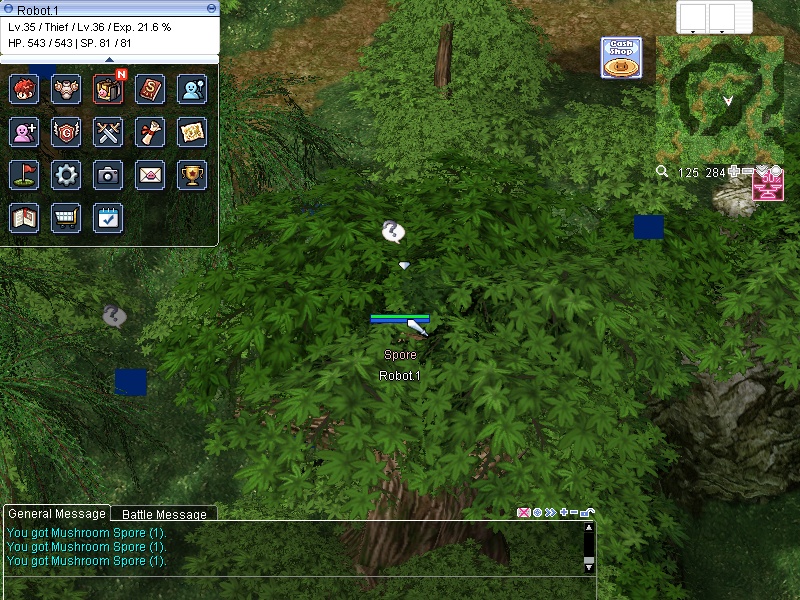 Robot.1
Lv.35 / Thief / Lv.36 / Exp. 21.6 %
HP. 543 / 543 | SP. 81 / 81
N
S
G
Cash
Shop
125 284
50%
?
?
Spore
Robot.1
General Message
Battle Message
You got Mushroom Spore (1).
You got Mushroom Spore (1).
You got Mushroom Spore (1).